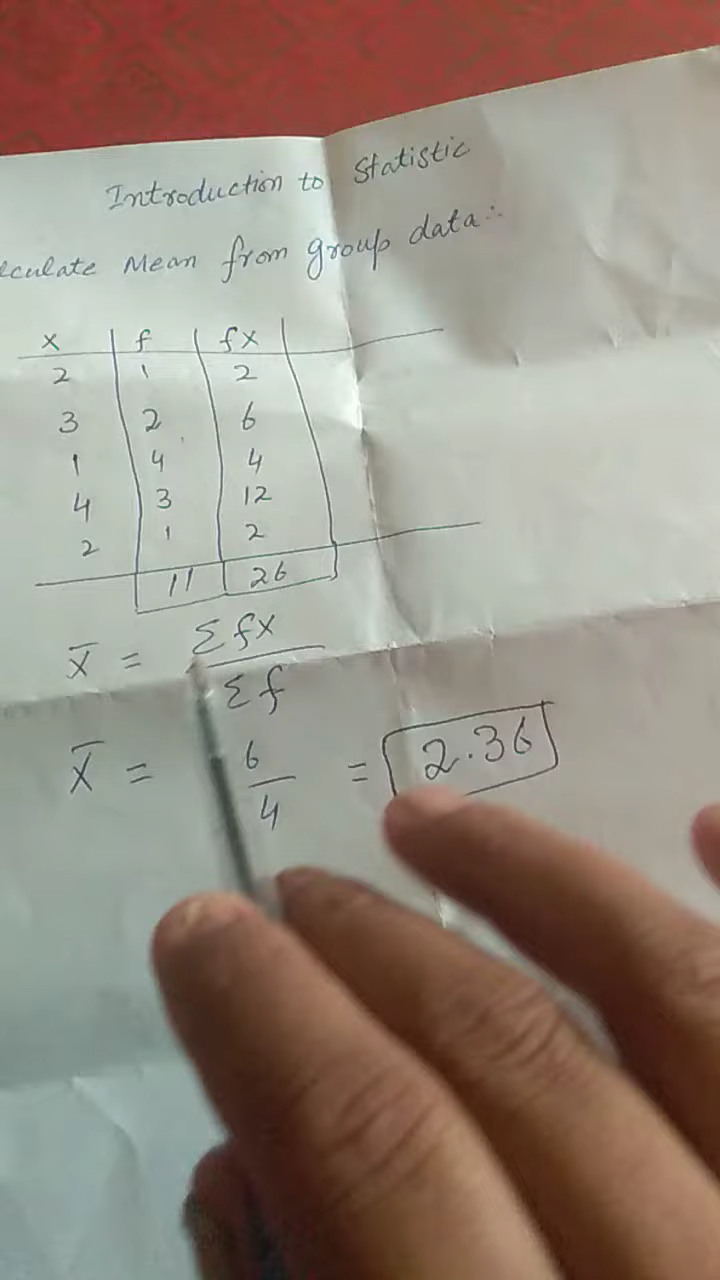 Introduction to Statistic
lculate Mean from group data:
x f fx
2 1 2
3 2 6
1 4 4
4 3 12
2 1 2
11 26
x̄ = Σfx / Σf
x̄ = 6 / 4 = 2.36